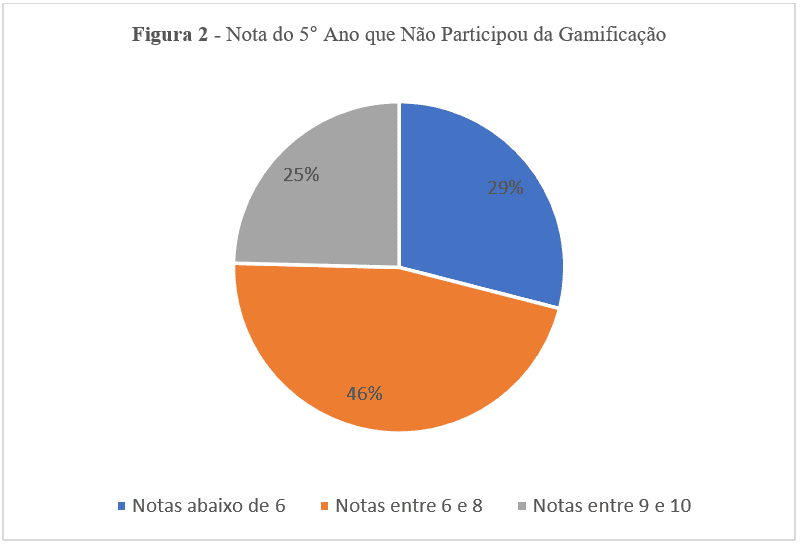 Figura 2 - Nota do 5° Ano que Não Participou da Gamificação
25%
29%
46%
Notas abaixo de 6
Notas entre 6 e 8
Notas entre 9 e 10